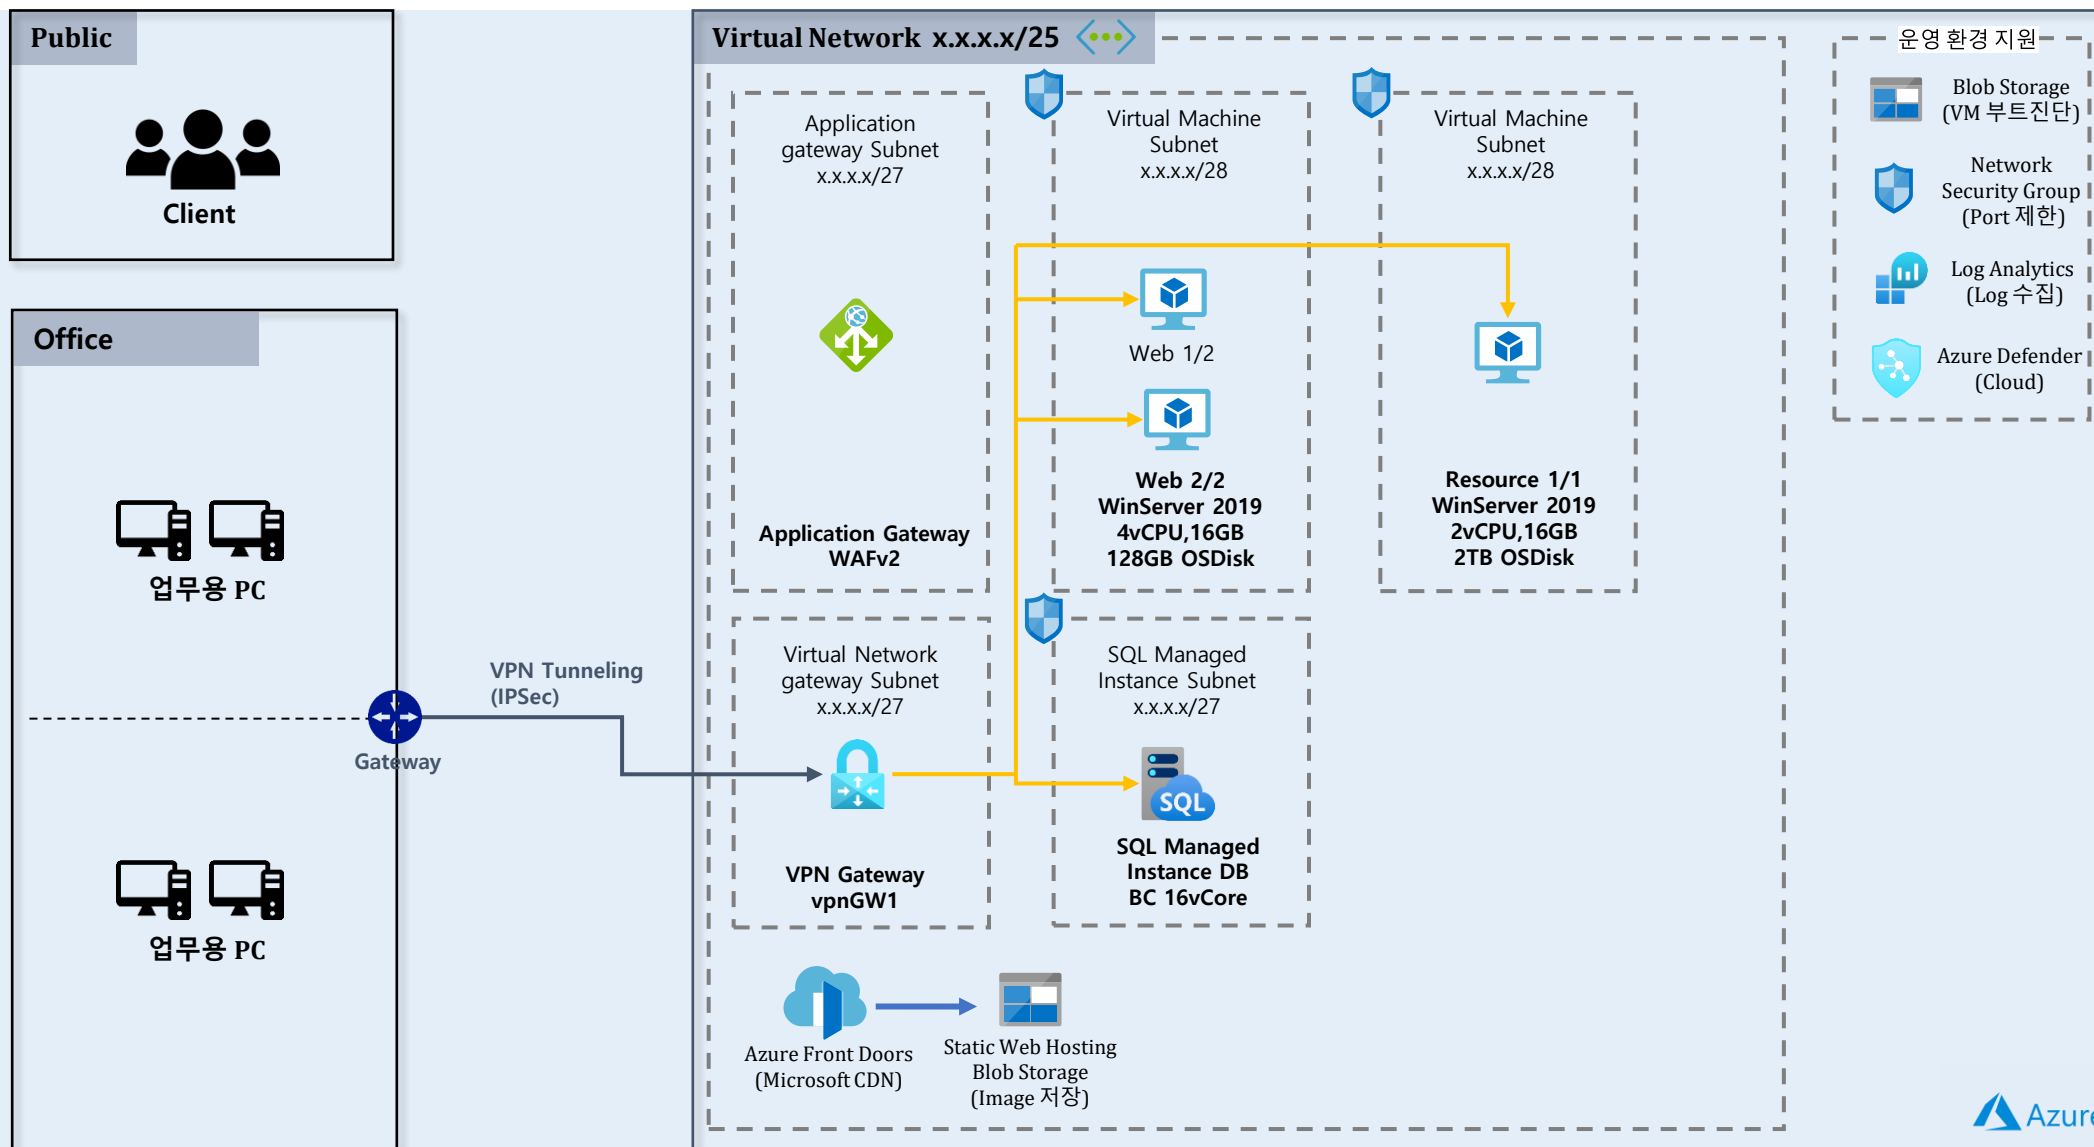 Public
Client
Office
업무용 PC
업무용 PC
Gateway
VPN Tunneling
(IPSec)
Virtual Network x.x.x.x/25
Application
gateway Subnet
x.x.x.x/27
Application Gateway
WAFv2
Virtual Machine
Subnet
x.x.x.x/28
Web 1/2
Web 2/2
WinServer 2019
4vCPU,16GB
128GB OSDisk
Virtual Machine
Subnet
x.x.x.x/28
Resource 1/1
WinServer 2019
2vCPU,16GB
2TB OSDisk
Virtual Network
gateway Subnet
x.x.x.x/27
VPN Gateway
vpnGW1
SQL Managed
Instance Subnet
x.x.x.x/27
SQL
SQL Managed
Instance DB
BC 16vCore
Azure Front Doors
(Microsoft CDN)
Static Web Hosting
Blob Storage
(Image 저장)
운영 환경 지원
Blob Storage
(VM 부트진단)
Network
Security Group
(Port 제한)
Log Analytics
(Log 수집)
Azure Defender
(Cloud)
Azure